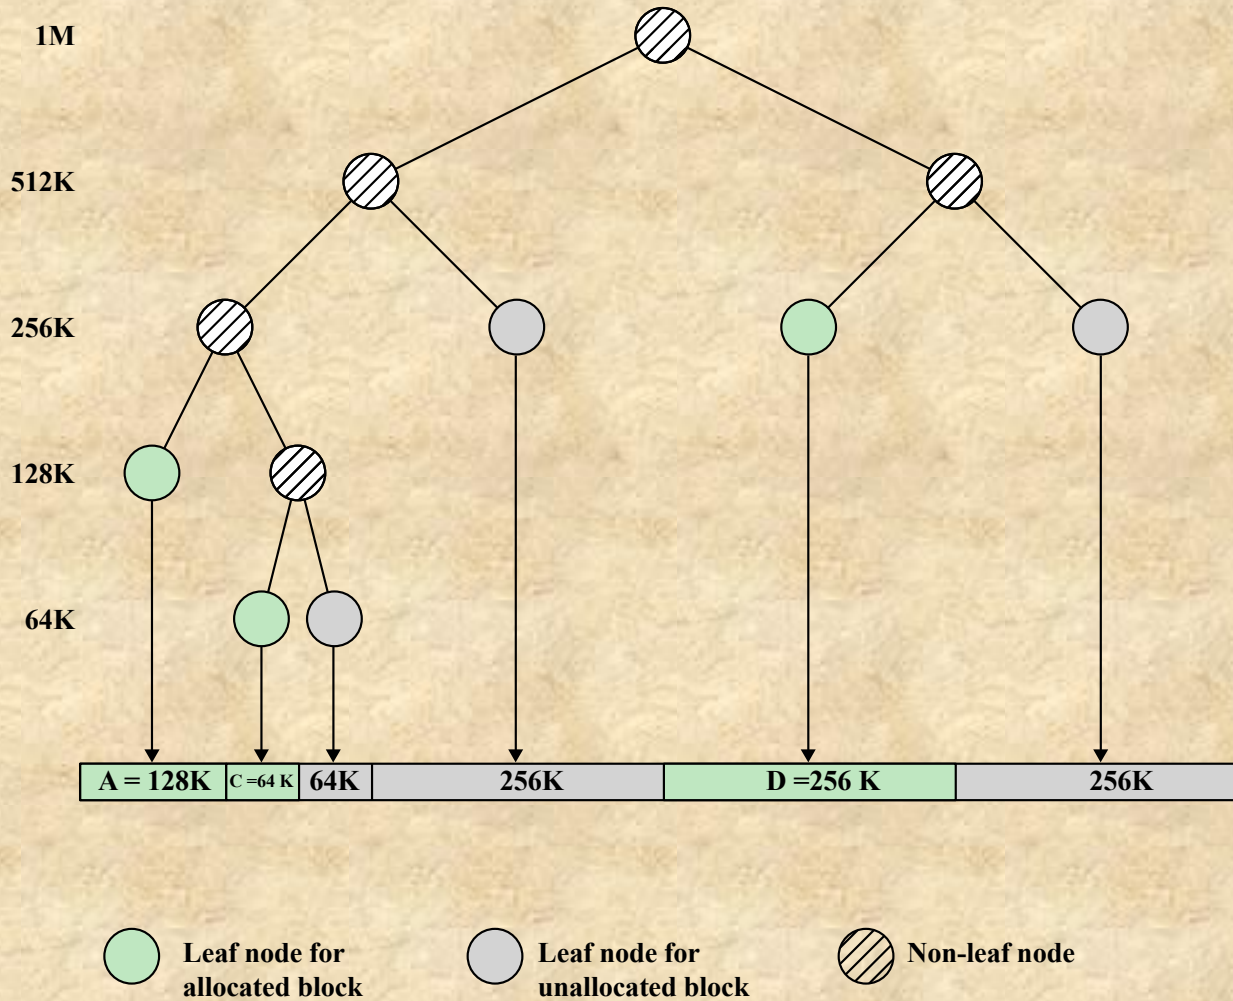 1M
512K
256K
128K
64K
A = 128K
C =64 K
64K
256K
D =256 K
256K
Leaf node for
allocated block
Leaf node for
unallocated block
Non-leaf node